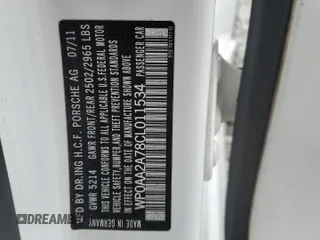 MFD BY DR.ING H.C.F. PORSCHE AG 07/11
GVWR 5214 GAWR FRONT/REAR 2502/2965 LBS
THIS VEHICLE CONFORMS TO ALL APPLICABLE
FEDERAL MOTOR VEHICLE SAFETY,
BUMPER, AND THEFT PREVENTION
STANDARDS IN EFFECT ON THE DATE
OF MANUFACTURE SHOWN ABOVE
WP0AA2A78CL011534
MADE IN GERMANY PASSENGER CAR